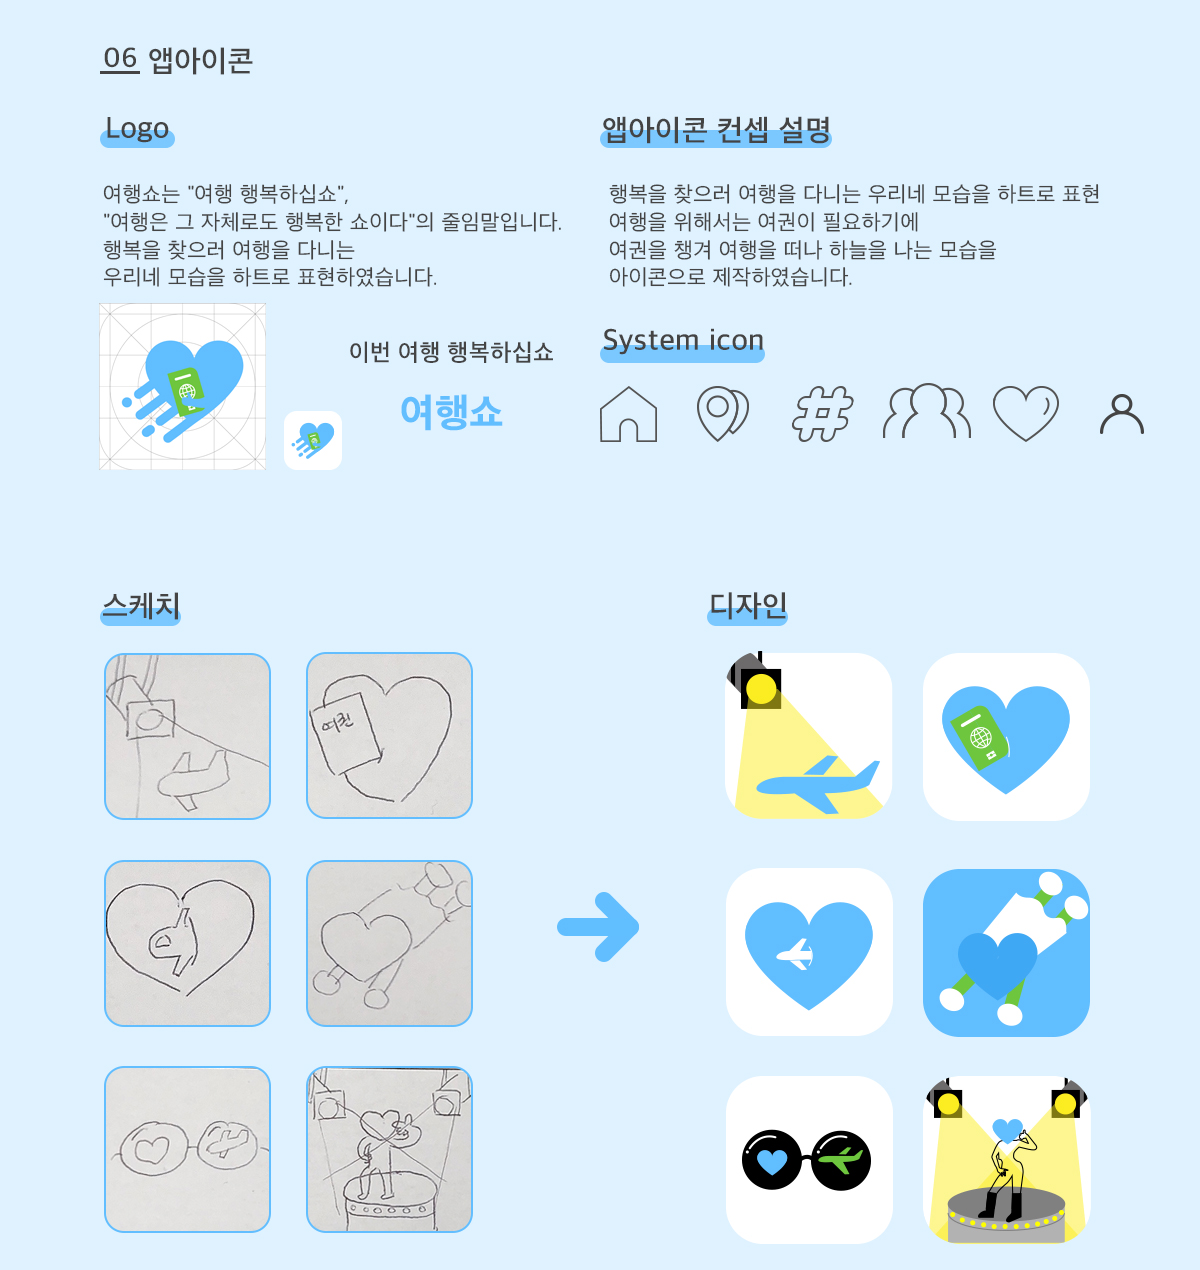 06 앱아이콘
Logo
여행쇼는 "여행 행복하십쇼",
"여행은 그 자체로도 행복한 쇼이다"의 줄임말입니다.
행복을 찾으러 여행을 다니는
우리네 모습을 하트로 표현하였습니다.
이번 여행 행복하십쇼
여행쇼
앱아이콘 컨셉 설명
행복을 찾으러 여행을 다니는 우리네 모습을 하트로 표현
여행을 위해서는 여권이 필요하기에
여권을 챙겨 여행을 떠나 하늘을 나는 모습을
아이콘으로 제작하였습니다.
System icon
스케치
여권
디자인